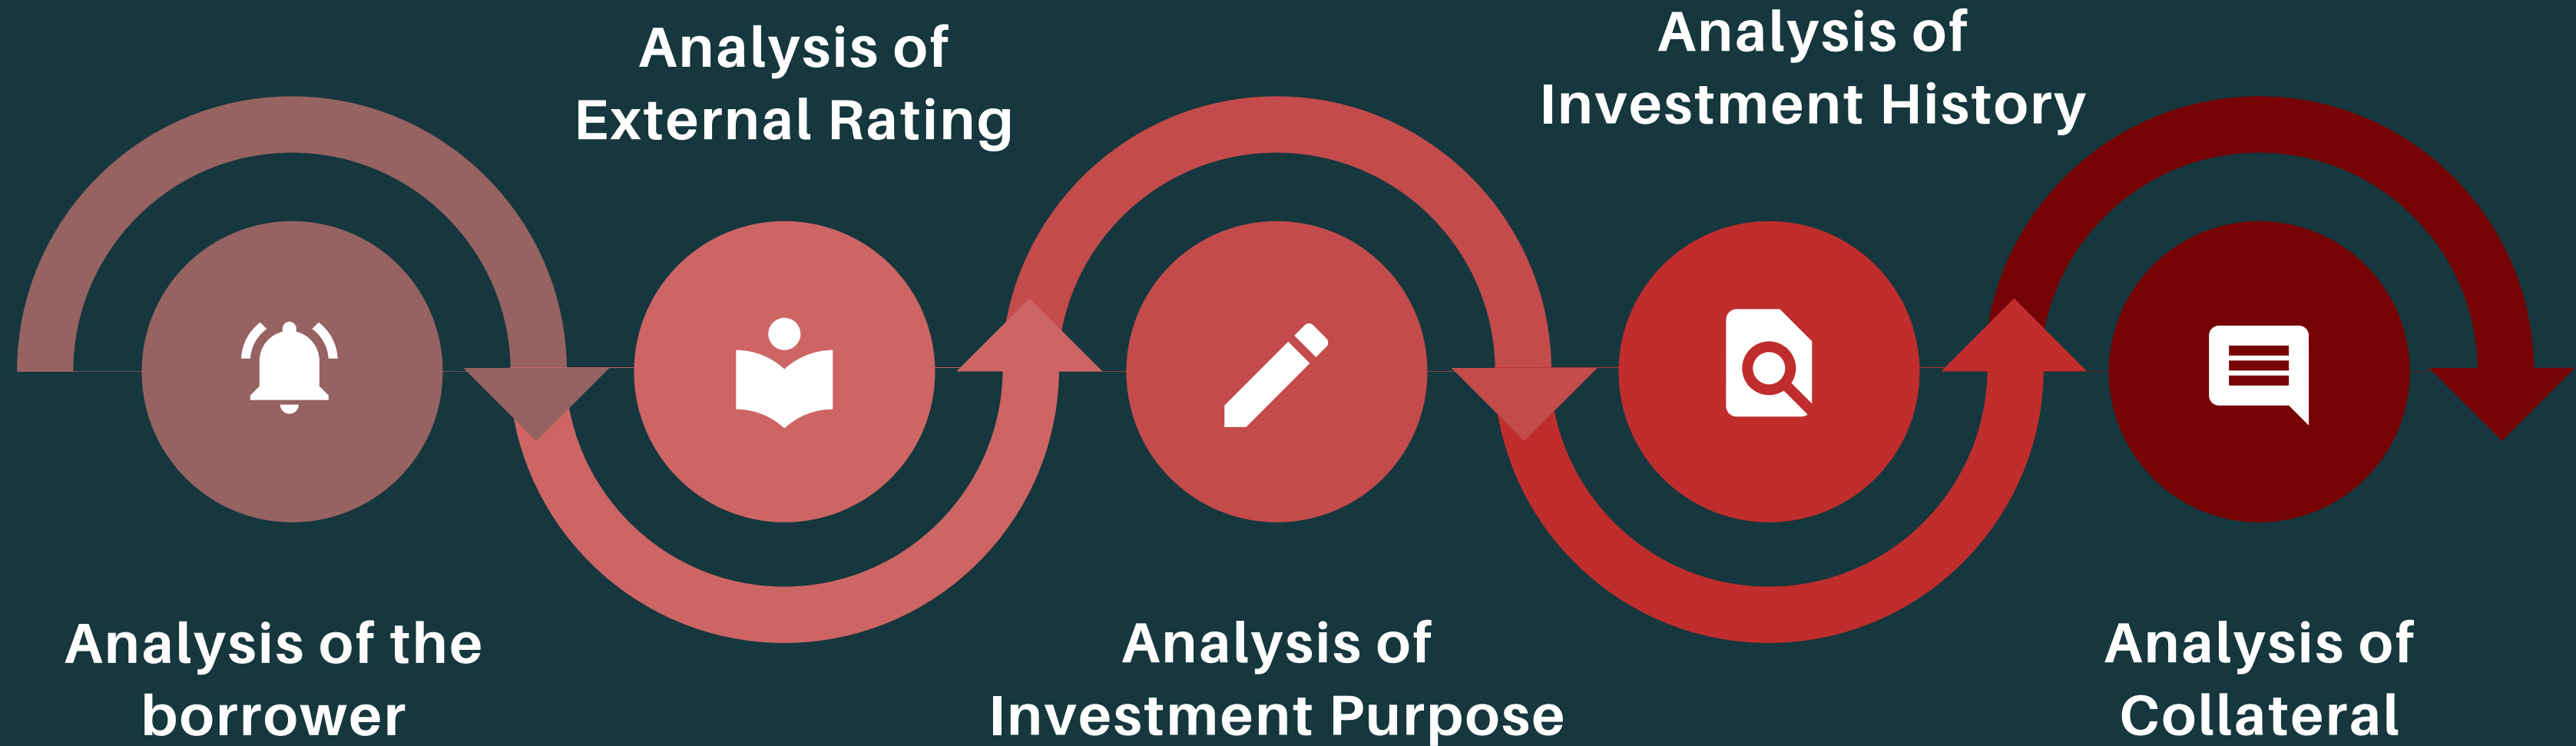 Analysis of the
borrower
Analysis of
External Rating
Analysis of
Investment Purpose
Analysis of
Investment History
Analysis of
Collateral